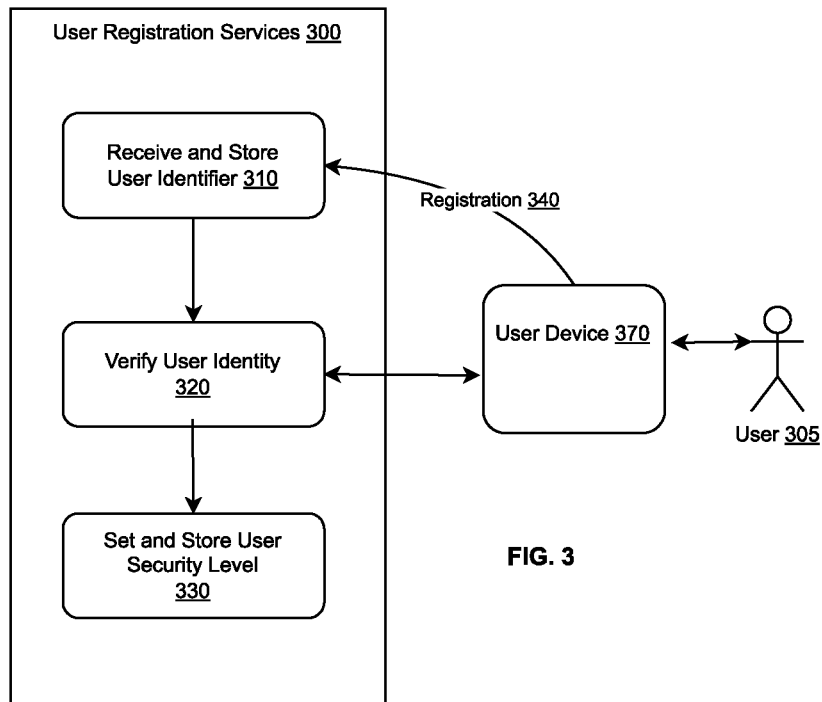 User Registration Services 300
Receive and Store
User Identifier 310
Registration 340
User Device 370
Verify User Identity
320
User 305
Set and Store User
Security Level
330
FIG. 3